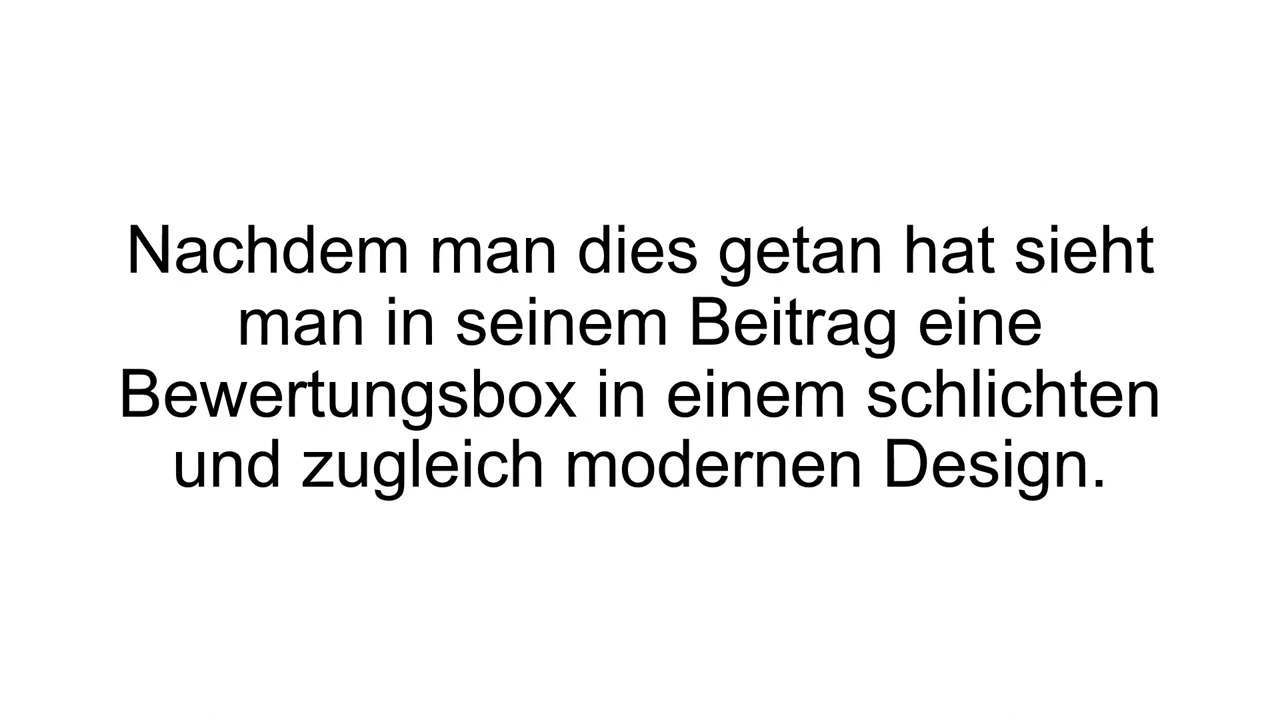 Nachdem man dies getan hat sieht
man in seinem Beitrag eine
Bewertungsbox in einem schlichten
und zugleich modernen Design.